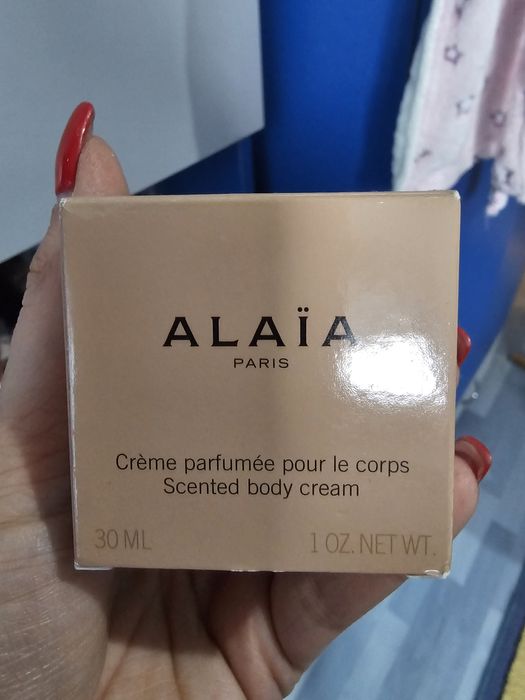 ALAÏA
PARIS
Crème parfumée pour le corps
Scented body cream
30 ML
1 OZ. NET WT.